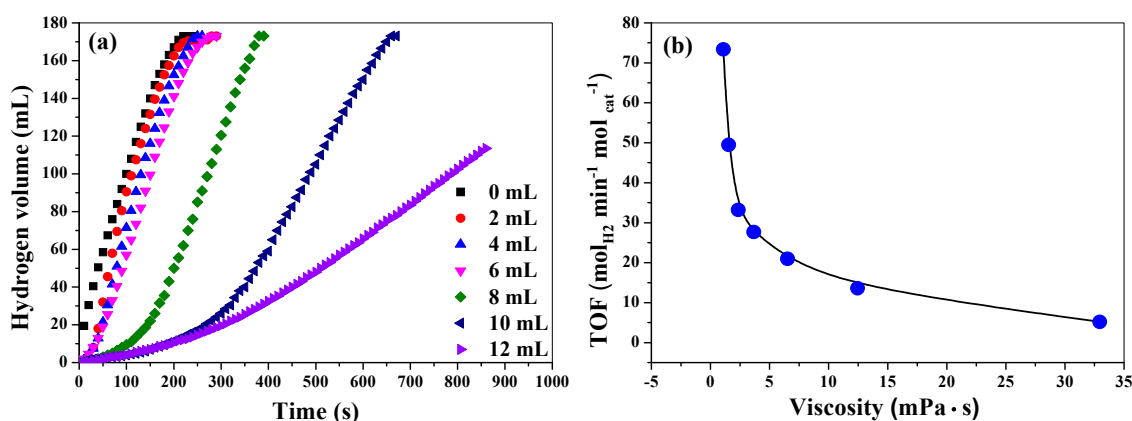 (a)
Hydrogen volume (mL)
180
160
140
120
100
80
60
40
20
0
0 mL
2 mL
4 mL
6 mL
8 mL
10 mL
12 mL
0 100 200 300 400 500 600 700 800 900 1000
Time (s)
(b)
TOF (mol_H2 min⁻¹ mol_cat⁻¹)
80
70
60
50
40
30
20
10
0
-5 0 5 10 15 20 25 30 35
Viscosity (mPa · s)